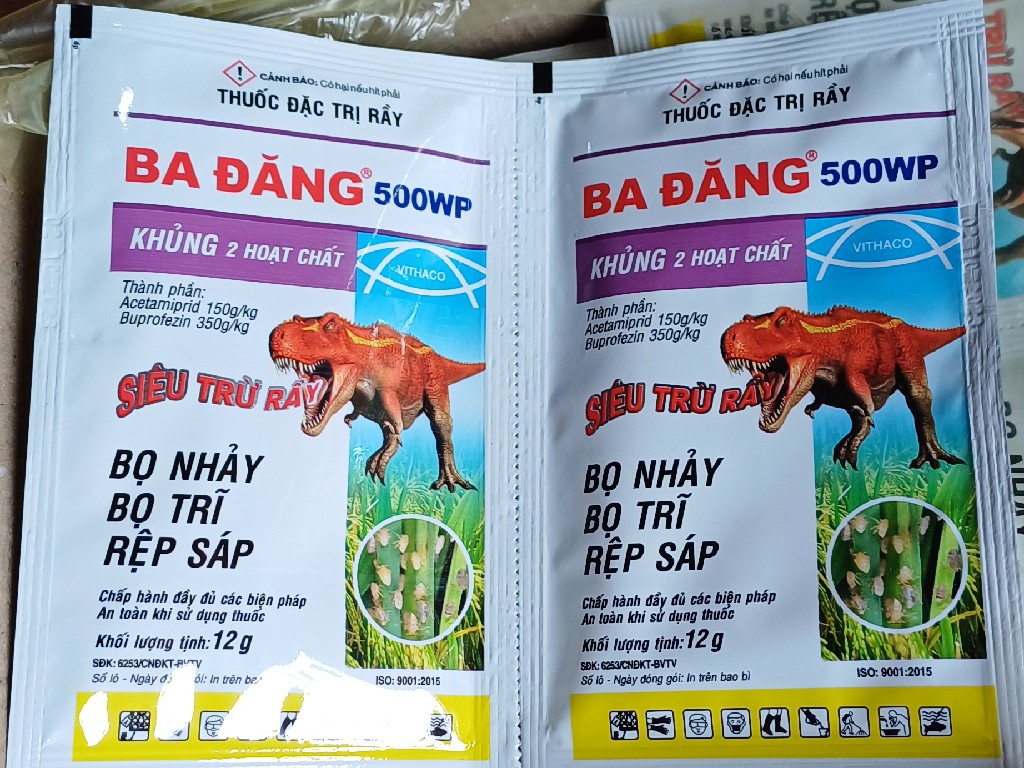 CẢNH BÁO: Có hại nếu hít phải
THUỐC ĐẶC TRỊ RẦY
BA ĐĂNG® 500WP
KHỦNG 2 HOẠT CHẤT
VITHACO
Thành phần:
Acetamiprid 150g/kg
Buprofezin 350g/kg
SIÊU TRỪ RẦY
BỌ NHẢY
BỌ TRĨ
RỆP SÁP
Chấp hành đầy đủ các biện pháp
An toàn khi sử dụng thuốc
Khối lượng tịnh: 12 g
SĐK: 6253/CNĐKT-BVTV
Số lô - Ngày đóng gói: In trên bao
ISO: 9001:2015
CẢNH BÁO: Có hại nếu hít phải
THUỐC ĐẶC TRỊ RẦY
BA ĐĂNG® 500WP
KHỦNG 2 HOẠT CHẤT
VITHACO
Thành phần:
Acetamiprid 150g/kg
Buprofezin 350g/kg
SIÊU TRỪ RẦY
BỌ NHẢY
BỌ TRĨ
RỆP SÁP
Chấp hành đầy đủ các biện pháp
An toàn khi sử dụng thuốc
Khối lượng tịnh: 12 g
SĐK: 6253/CNĐKT-BVTV
Số lô - Ngày đóng gói: In trên bao bì
ISO: 9001:2015